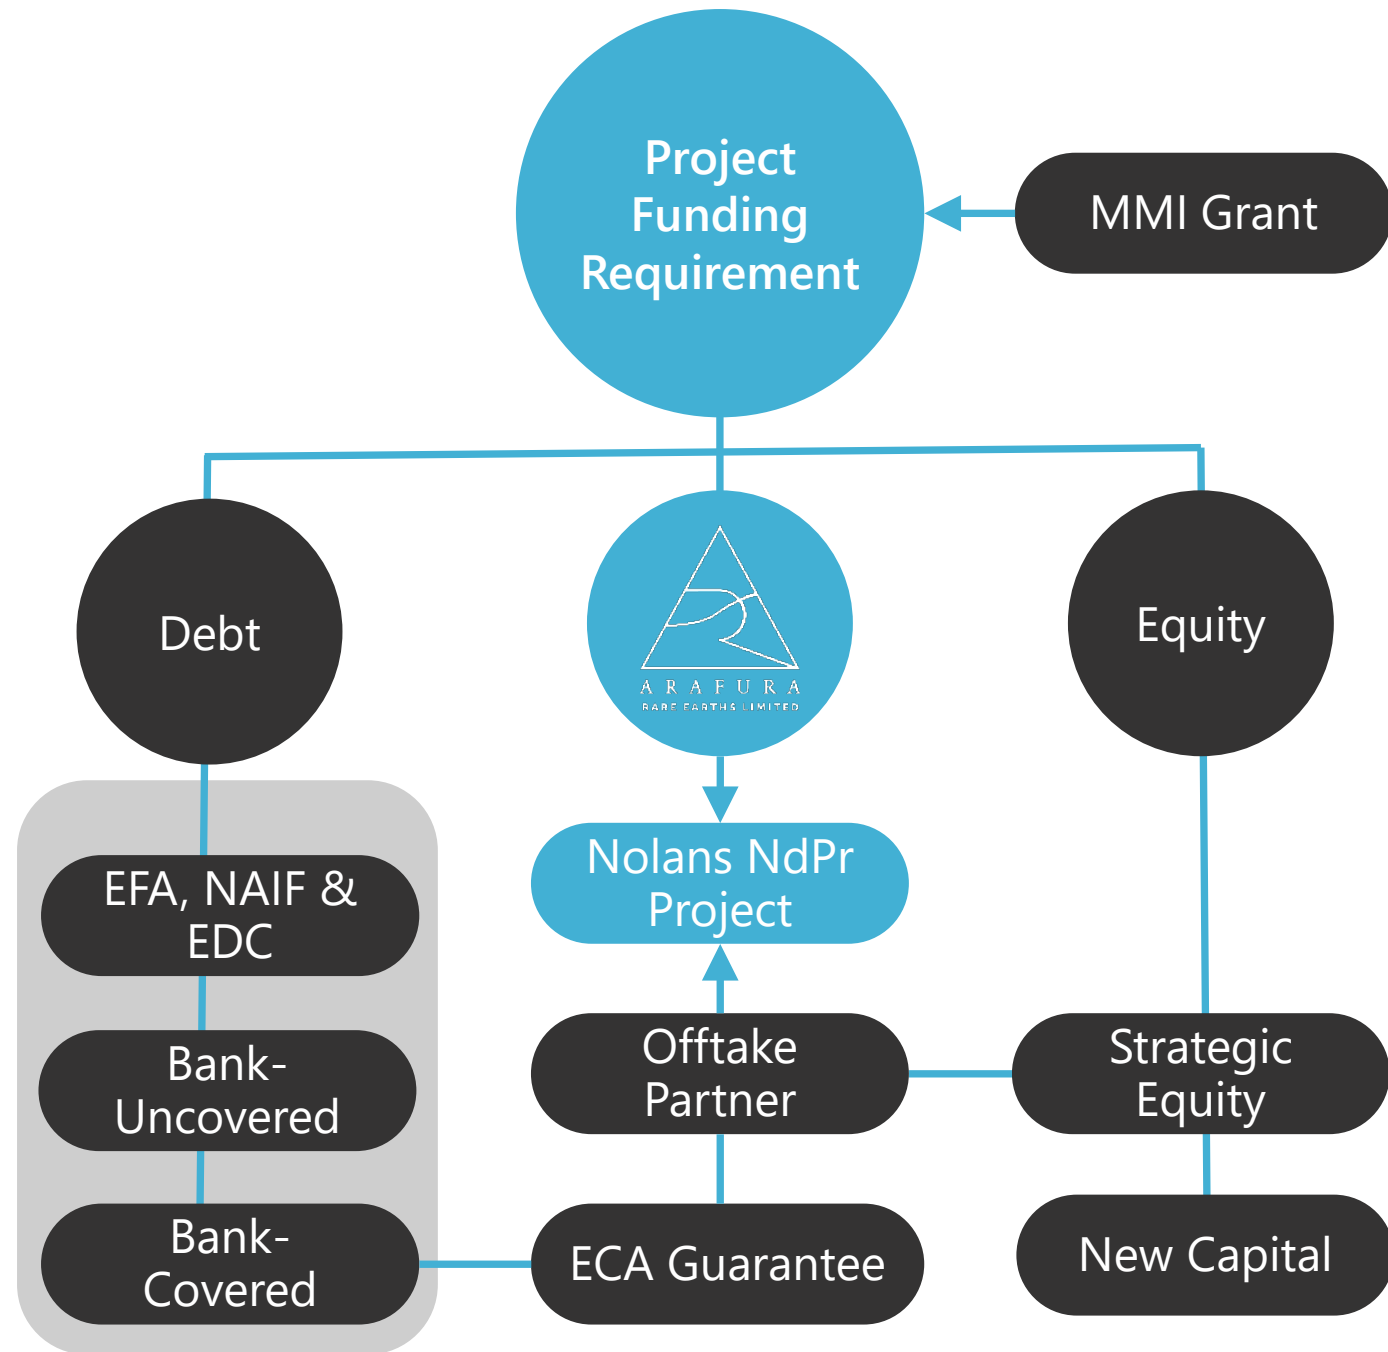 Project
Funding
Requirement
MMI Grant
Debt
ARAFURA
RARE EARTHS LIMITED
Equity
EFA, NAIF &
EDC
Nolans NdPr
Project
Bank-
Uncovered
Offtake
Partner
Strategic
Equity
Bank-
Covered
ECA Guarantee
New Capital